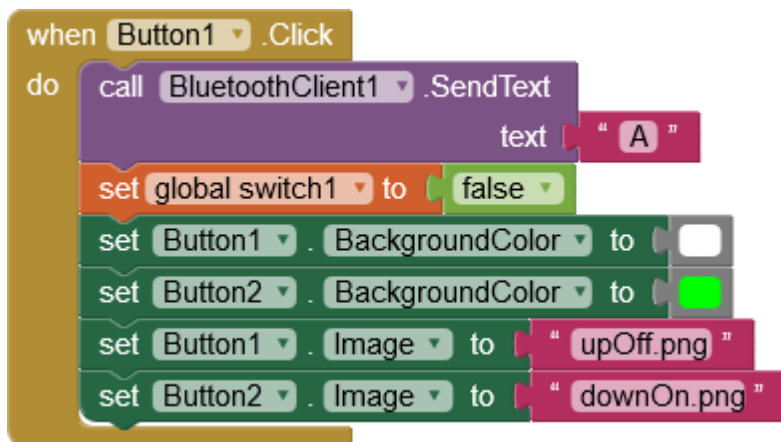 when Button1 .Click
do call BluetoothClient1 .SendText
text " A "
set global switch1 to false
set Button1 . BackgroundColor to
set Button2 . BackgroundColor to
set Button1 . Image to " upOff.png "
set Button2 . Image to " downOn.png "